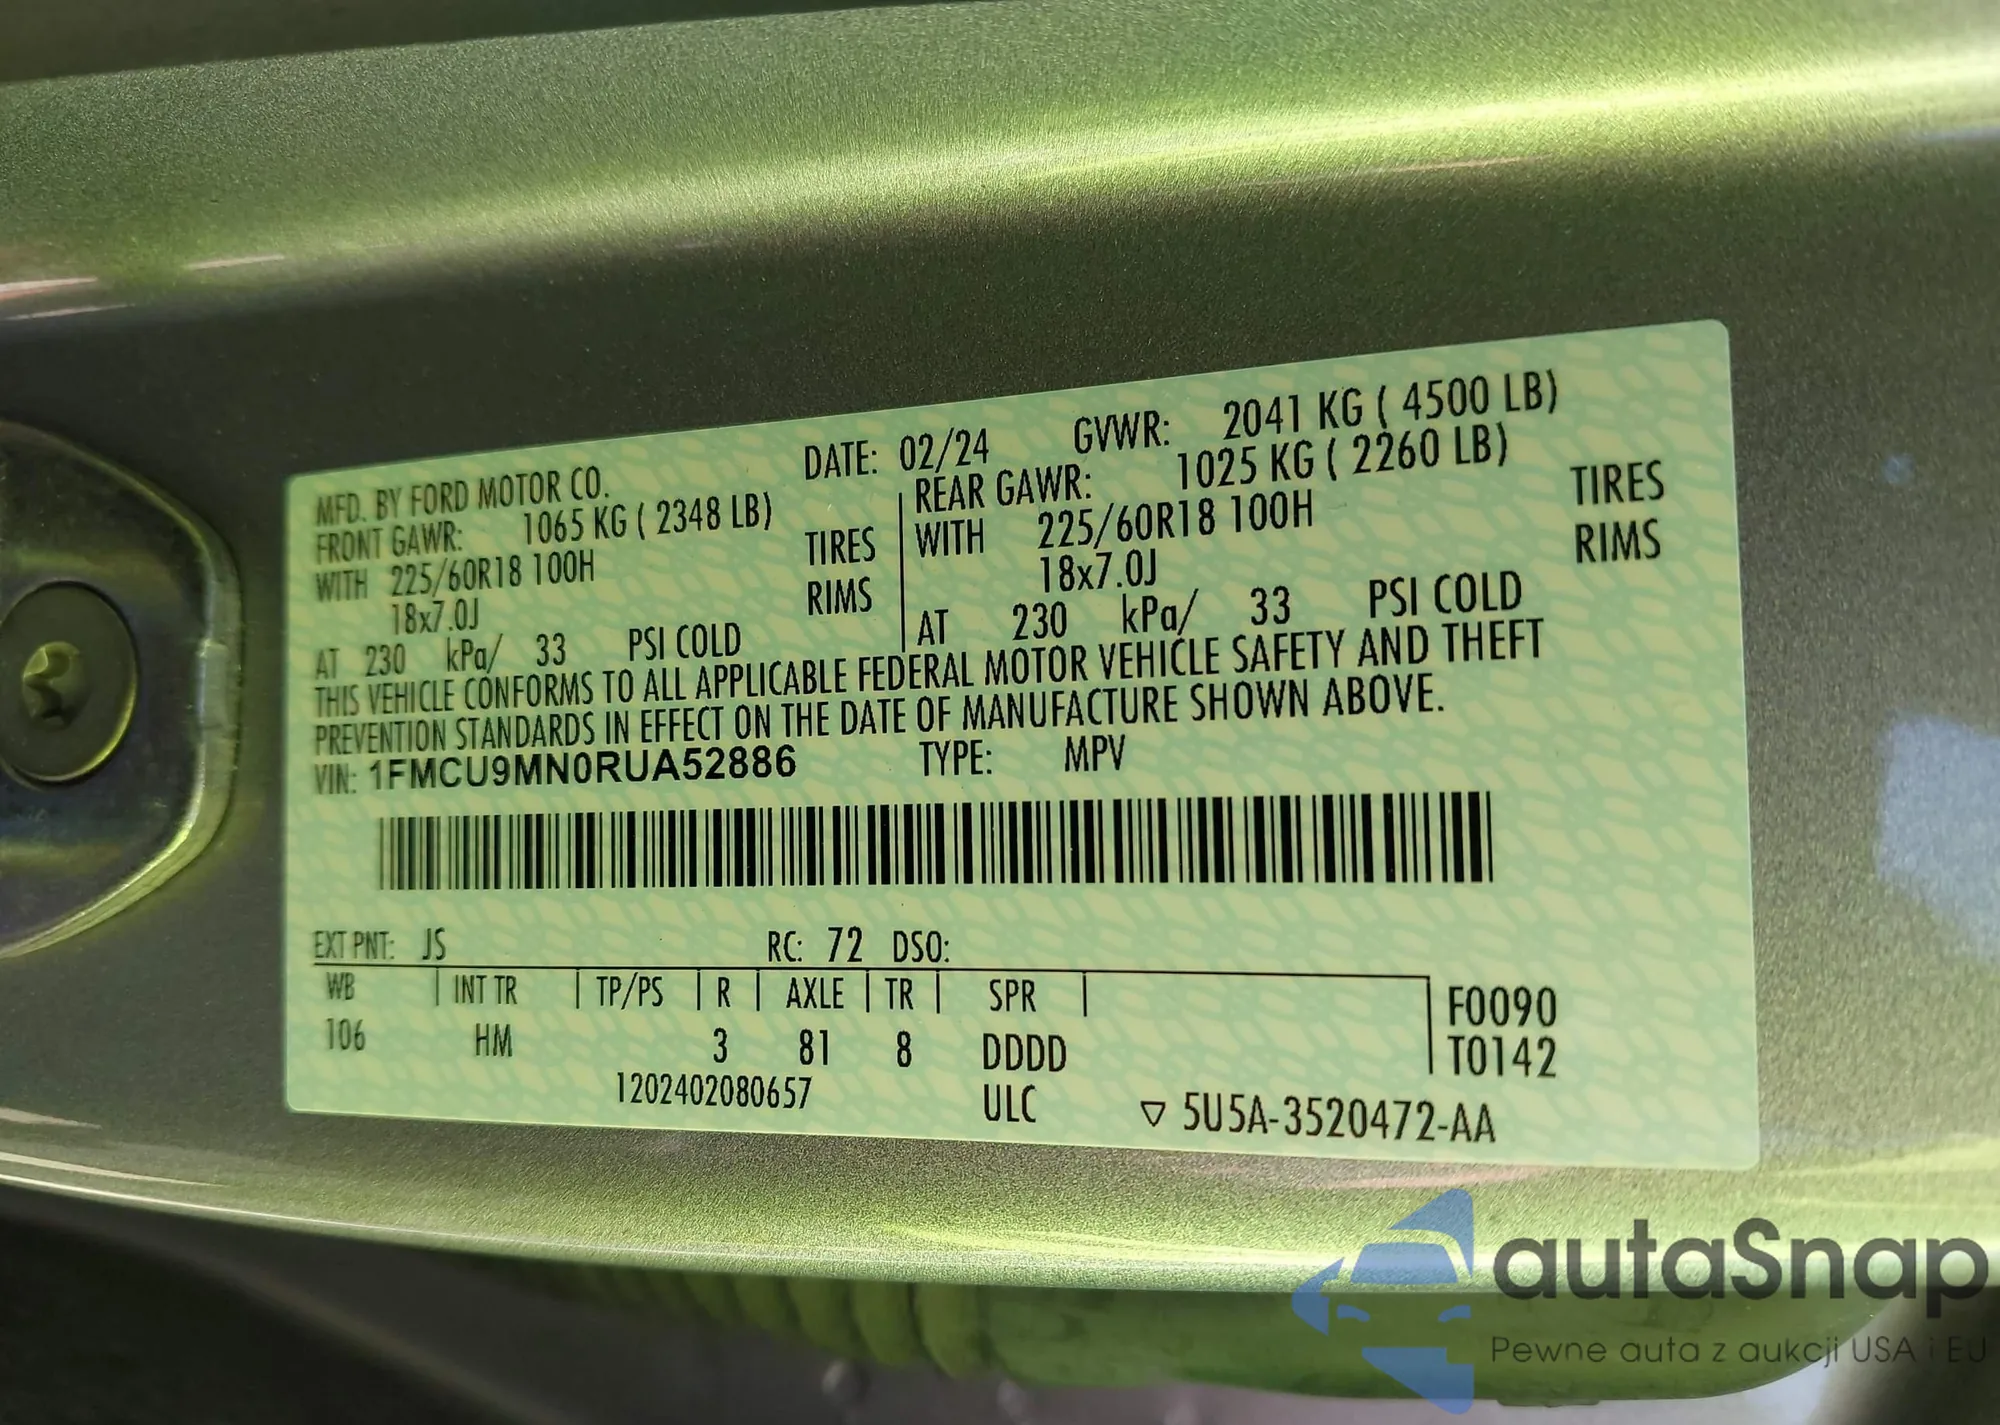 MFD. BY FORD MOTOR CO. DATE: 02/24 GVWR: 2041 KG ( 4500 LB)
FRONT GAWR: 1065 KG ( 2348 LB) REAR GAWR: 1025 KG ( 2260 LB)
WITH 225/60R18 100H TIRES WITH 225/60R18 100H TIRES
18x7.0J RIMS 18x7.0J RIMS
AT 230 kPa/ 33 PSI COLD AT 230 kPa/ 33 PSI COLD
THIS VEHICLE CONFORMS TO ALL APPLICABLE FEDERAL MOTOR VEHICLE SAFETY AND THEFT
PREVENTION STANDARDS IN EFFECT ON THE DATE OF MANUFACTURE SHOWN ABOVE.
VIN: 1FMCU9MN0RUA52886 TYPE: MPV
EXT PNT: JS RC: 72 DSO:
WB INT TR TP/PS R AXLE TR SPR F0090
106 HM 3 81 8 DDDD T0142
1202402080657 ULC ▽ 5U5A-3520472-AA
autaSnap
Pewne auta z aukcji USA i EU